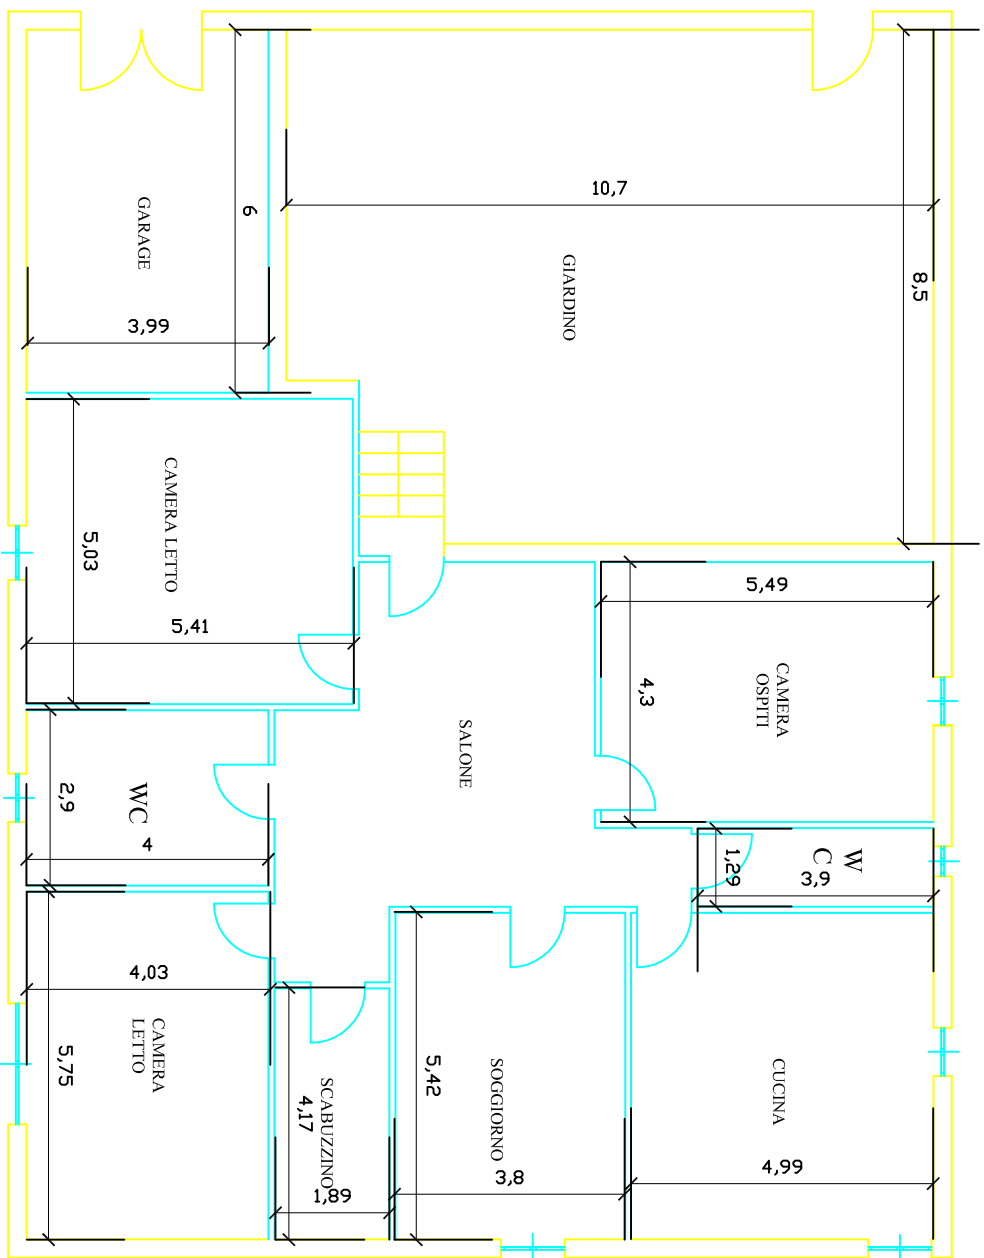 10,7
GARAGE
6
GIARDINO
8,5
3,99
CAMERA LETTO
5,03
5,41
5,49
4,3
CAMERA
OSPITI
SALONE
WC
2,9
4
W
C
1,29
3,9
4,03
CAMERA
LETTO
5,75
SCABUZZINO
4,17
1,89
SOGGIORNO
5,42
3,8
CUCINA
4,99